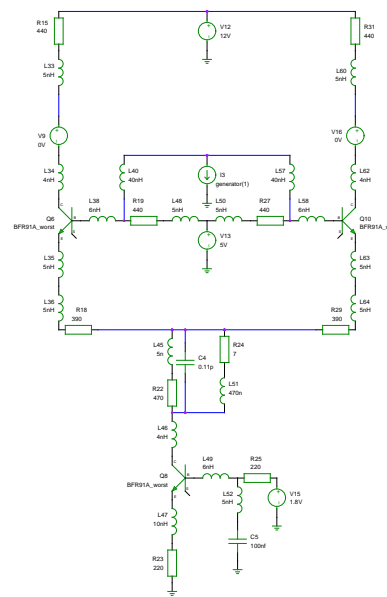 R15
440
V12
12V
R31
440
L33
5nH
L60
5nH
V9
0V
V16
0V
L34
4nH
L40
40nH
I3
generator(1)
L57
40nH
L62
4nH
Q6
BFR91A_worst
L38
6nH
R19
440
L48
5nH
L50
5nH
R27
440
L58
6nH
Q10
BFR91A_
C
B
E
C
B
E
V13
5V
L35
5nH
L63
5nH
L36
5nH
L64
5nH
R18
390
R29
390
L45
5n
C4
0.11p
R24
7
R22
470
L51
470n
L46
4nH
Q8
BFR91A_worst
C
B
E
L49
6nH
R25
220
L52
5nH
V15
1.8V
L47
10nH
C5
100nf
R23
220